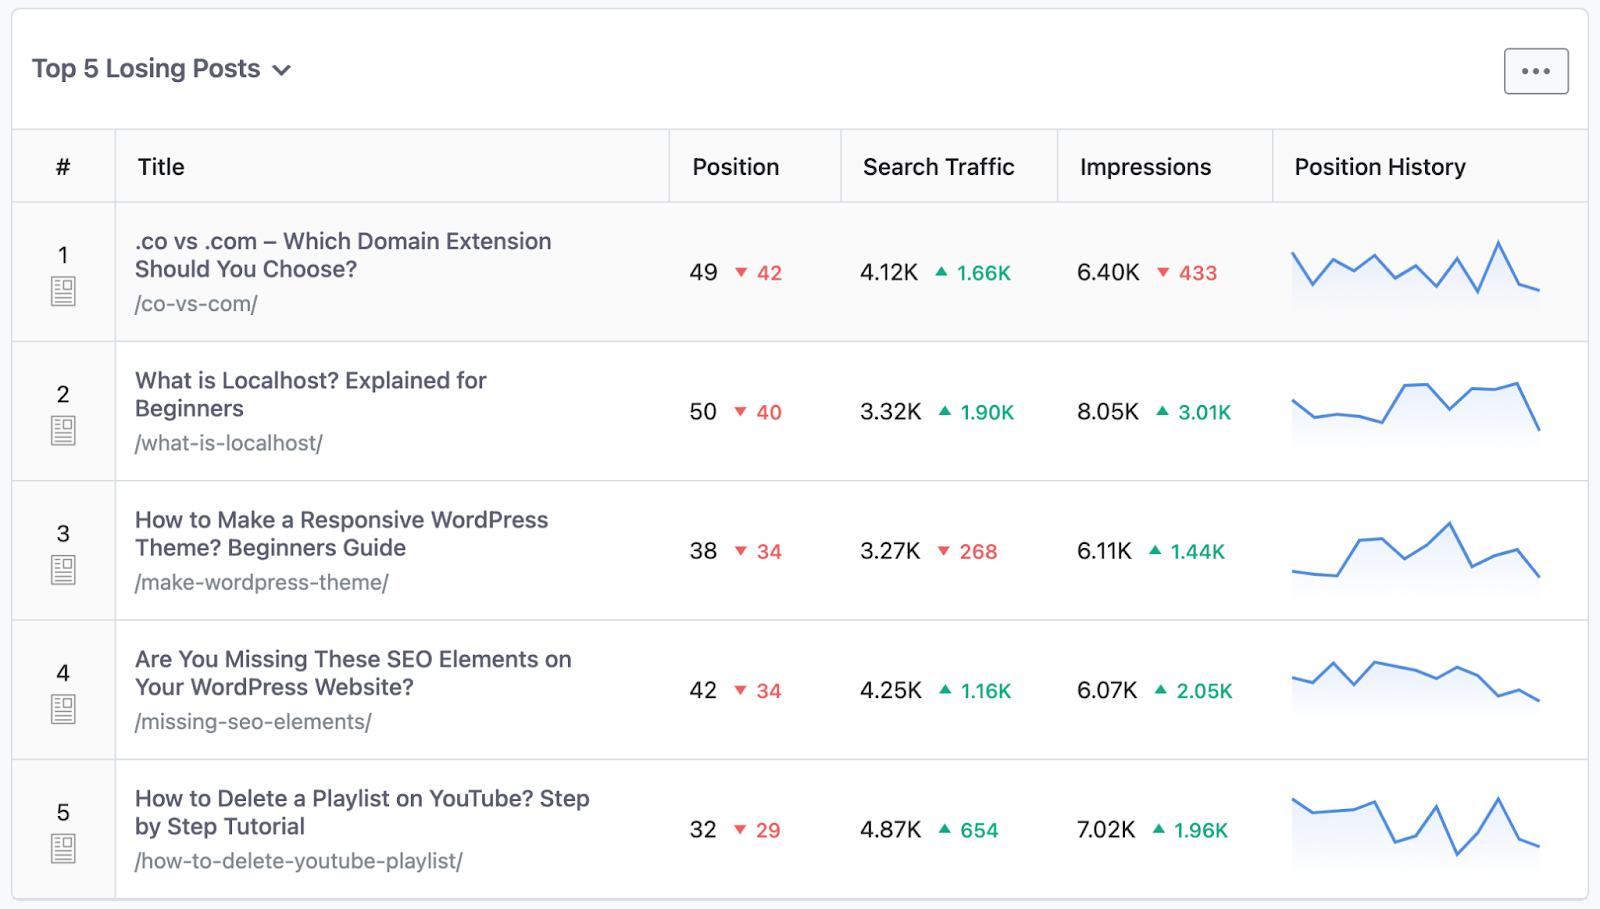 Top 5 Losing Posts
# Title Position Search Traffic Impressions Position History
1
.co vs .com – Which Domain Extension
Should You Choose?
/co-vs-com/
49 ▼ 42 4.12K ▲ 1.66K 6.40K ▼ 433
2
What is Localhost? Explained for
Beginners
/what-is-localhost/
50 ▼ 40 3.32K ▲ 1.90K 8.05K ▲ 3.01K
3
How to Make a Responsive WordPress
Theme? Beginners Guide
/make-wordpress-theme/
38 ▼ 34 3.27K ▼ 268 6.11K ▲ 1.44K
4
Are You Missing These SEO Elements on
Your WordPress Website?
/missing-seo-elements/
42 ▼ 34 4.25K ▲ 1.16K 6.07K ▲ 2.05K
5
How to Delete a Playlist on YouTube? Step
by Step Tutorial
/how-to-delete-youtube-playlist/
32 ▼ 29 4.87K ▲ 654 7.02K ▲ 1.96K